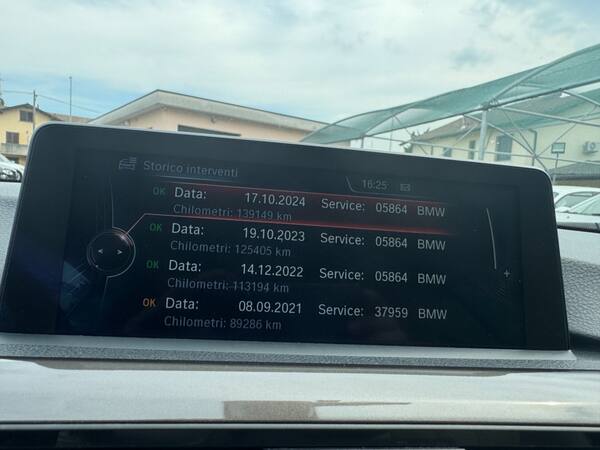 Storico interventi
16:25
OK Data: 17.10.2024 Service: 05864 BMW
Chilometri: 139149 km
OK Data: 19.10.2023 Service: 05864 BMW
Chilometri: 125405 km
OK Data: 14.12.2022 Service: 05864 BMW
Chilometri: 113194 km
OK Data: 08.09.2021 Service: 37959 BMW
Chilometri: 89286 km